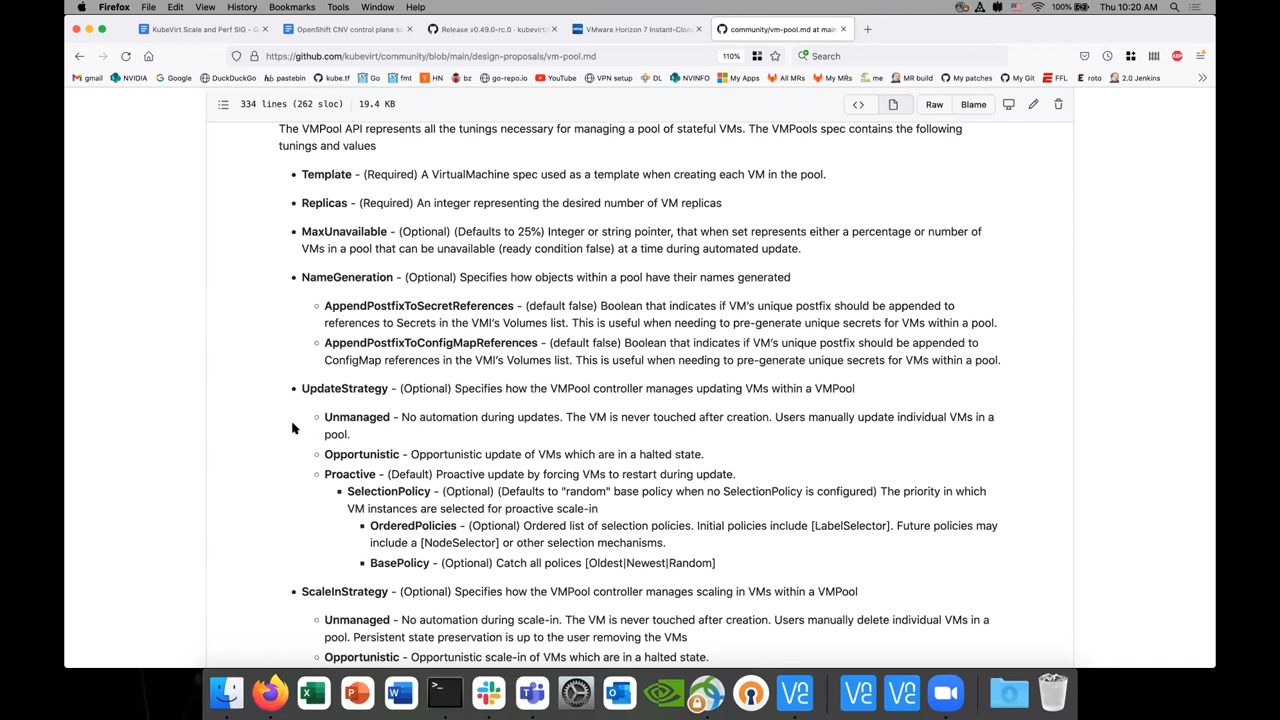 Firefox File Edit View History Bookmarks Tools Window Help 100% Thu 10:20 AM
KubeVirt Scale and Perf SIG - G
OpenShift CNV control plane sc
Release v0.49.0-rc.0 · kubevirt/
VMware Horizon 7 Instant-Clon
community/vm-pool.md at main
https://github.com/kubevirt/community/blob/main/design-proposals/vm-pool.md 110% Search
gmail NVIDIA Google DuckDuckGo pastebin kube.tf Go fmt HN bz go-repo.io YouTube VPN setup DL NVINFO My Apps All MRs My MRs me MR build My patches My Git FFL roto 2.0 Jenkins
334 lines (262 sloc) 19.4 KB Raw Blame
The VMPool API represents all the tunings necessary for managing a pool of stateful VMs. The VMPools spec contains the following
tunings and values
• Template - (Required) A VirtualMachine spec used as a template when creating each VM in the pool.
• Replicas - (Required) An integer representing the desired number of VM replicas
• MaxUnavailable - (Optional) (Defaults to 25%) Integer or string pointer, that when set represents either a percentage or number of
VMs in a pool that can be unavailable (ready condition false) at a time during automated update.
• NameGeneration - (Optional) Specifies how objects within a pool have their names generated
◦ AppendPostfixToSecretReferences - (default false) Boolean that indicates if VM's unique postfix should be appended to
references to Secrets in the VMI's Volumes list. This is useful when needing to pre-generate unique secrets for VMs within a pool.
◦ AppendPostfixToConfigMapReferences - (default false) Boolean that indicates if VM's unique postfix should be appended to
ConfigMap references in the VMI's Volumes list. This is useful when needing to pre-generate unique secrets for VMs within a pool.
• UpdateStrategy - (Optional) Specifies how the VMPool controller manages updating VMs within a VMPool
◦ Unmanaged - No automation during updates. The VM is never touched after creation. Users manually update individual VMs in a
pool.
◦ Opportunistic - Opportunistic update of VMs which are in a halted state.
◦ Proactive - (Default) Proactive update by forcing VMs to restart during update.
▪ SelectionPolicy - (Optional) (Defaults to "random" base policy when no SelectionPolicy is configured) The priority in which
VM instances are selected for proactive scale-in
▪ OrderedPolicies - (Optional) Ordered list of selection policies. Initial policies include [LabelSelector]. Future policies may
include a [NodeSelector] or other selection mechanisms.
▪ BasePolicy - (Optional) Catch all polices [Oldest|Newest|Random]
• ScaleInStrategy - (Optional) Specifies how the VMPool controller manages scaling in VMs within a VMPool
◦ Unmanaged - No automation during scale-in. The VM is never touched after creation. Users manually delete individual VMs in a
pool. Persistent state preservation is up to the user removing the VMs
◦ Opportunistic - Opportunistic scale-in of VMs which are in a halted state.